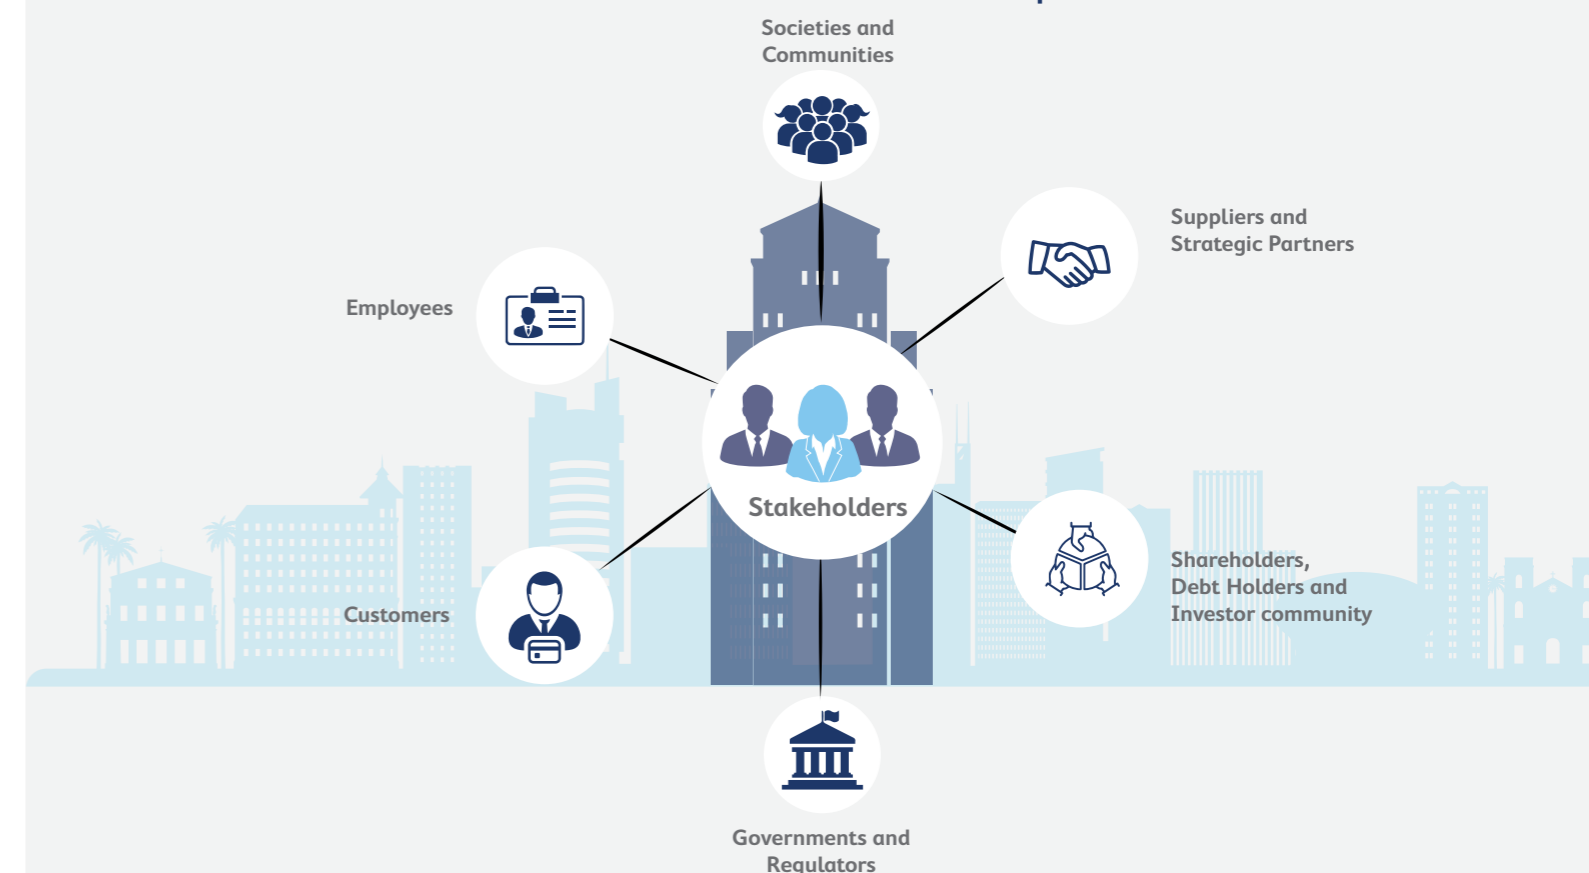 Societies and
Communities
Suppliers and
Strategic Partners
Employees
Stakeholders
Shareholders,
Debt Holders and
Investor community
Customers
Governments and
Regulators